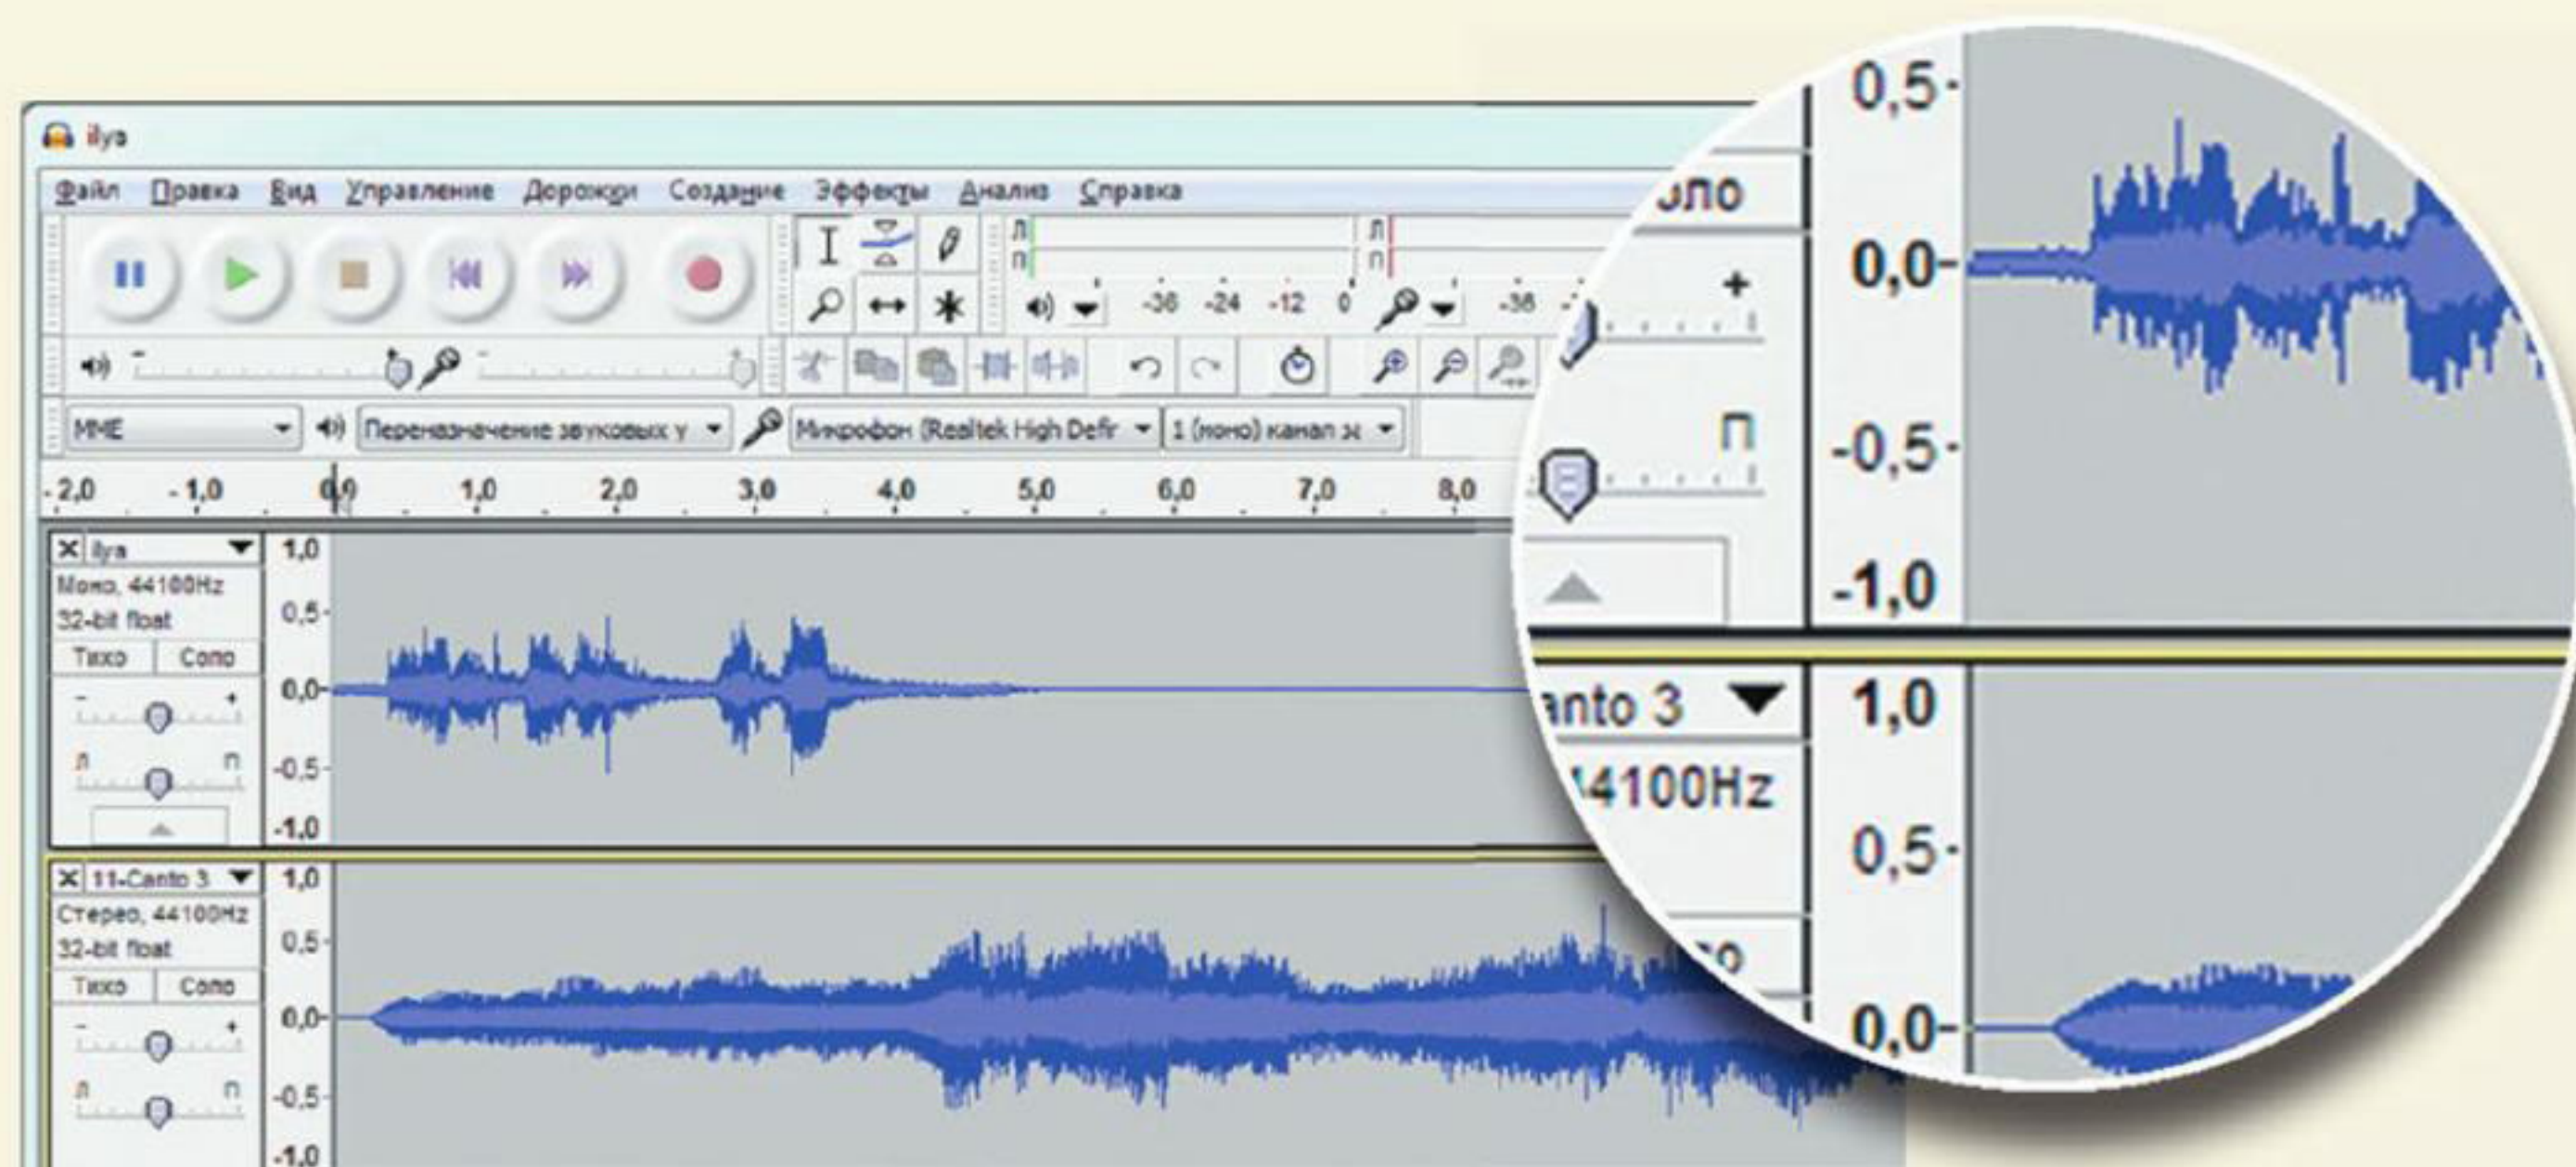 ilya
Файл Правка Вид Управление Дорожки Создание Эффекты Анализ Справка
Л Л
П П
-36 -24 -12 0 -36
MME Переназначение звуковых у Микрофон (Realtek High Defir 1 (моно) канал за
-2,0 -1,0 0,0 1,0 2,0 3,0 4,0 5,0 6,0 7,0 8,0
ilya 1,0
Моно, 44100Hz
32-bit float 0,5
Тихо Соло
- + 0,0
Л П -0,5
-1,0
11-Canto 3 1,0
Стерео, 44100Hz
32-bit float 0,5
Тихо Соло
- + 0,0
Л П -0,5
-1,0
0,5
оло
0,0
+
П -0,5
-1,0
anto 3 1,0
44100Hz
0,5
о
0,0